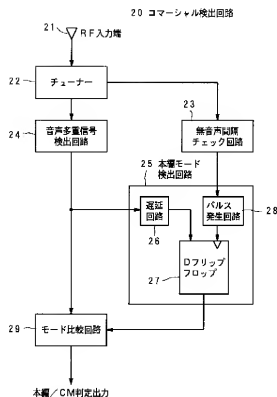 20 コマーシャル検出回路
21
RF入力端
22
チューナー
23
24
音声多重信号
検出回路
無音声間隔
チェック回路
25 本編モード
検出回路
遅延
回路
26
パルス
発生回路
28
27
Dフリップ
フロップ
29
モード比較回路
本編／CM判定出力